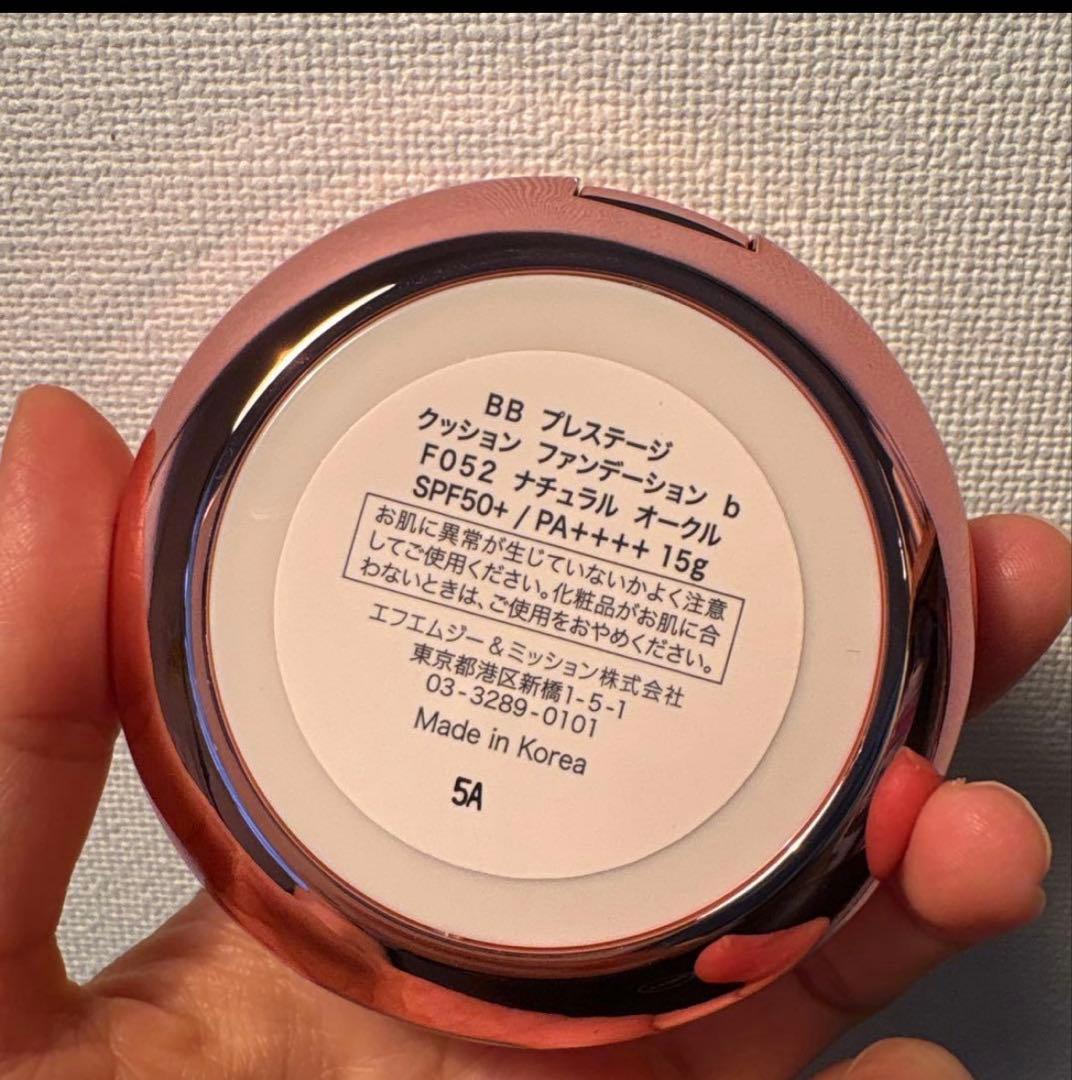 BB プレステージ
クッション ファンデーション b
F052 ナチュラル オークル
SPF50+ / PA++++ 15g
お肌に異常が生じていないかよく注意
してご使用ください。化粧品がお肌に合
わないときは、ご使用をおやめください。
エフエムジー&ミッション株式会社
東京都港区新橋1-5-1
03-3289-0101
Made in Korea
5A